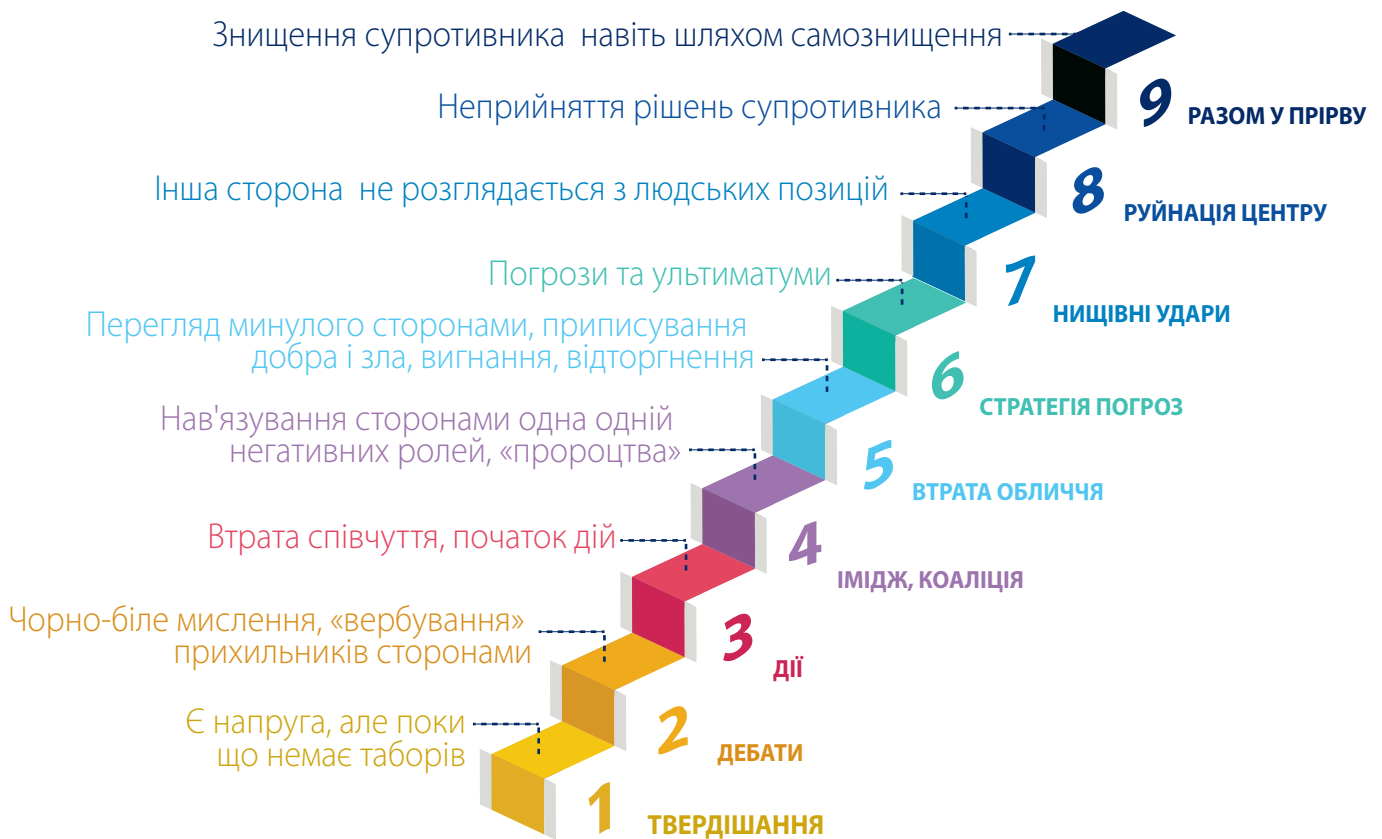 Знищення супротивника навіть шляхом самознищення
9 РАЗОМ У ПРІРВУ
Неприйняття рішень супротивника
8 РУЙНАЦІЯ ЦЕНТРУ
Інша сторона не розглядається з людських позицій
7 НИЩІВНІ УДАРИ
Погрози та ультиматуми
6 СТРАТЕГІЯ ПОГРОЗ
Перегляд минулого сторонами, приписування
добра і зла, вигнання, відторгнення
5 ВТРАТА ОБЛИЧЧЯ
Нав'язування сторонами одна одній
негативних ролей, «пророцтва»
4 ІМІДЖ, КОАЛІЦІЯ
Втрата співчуття, початок дій
3 ДІЇ
Чорно-біле мислення, «вербування»
прихильників сторонами
2 ДЕБАТИ
Є напруга, але поки
що немає таборів
1 ТВЕРДІШАННЯ